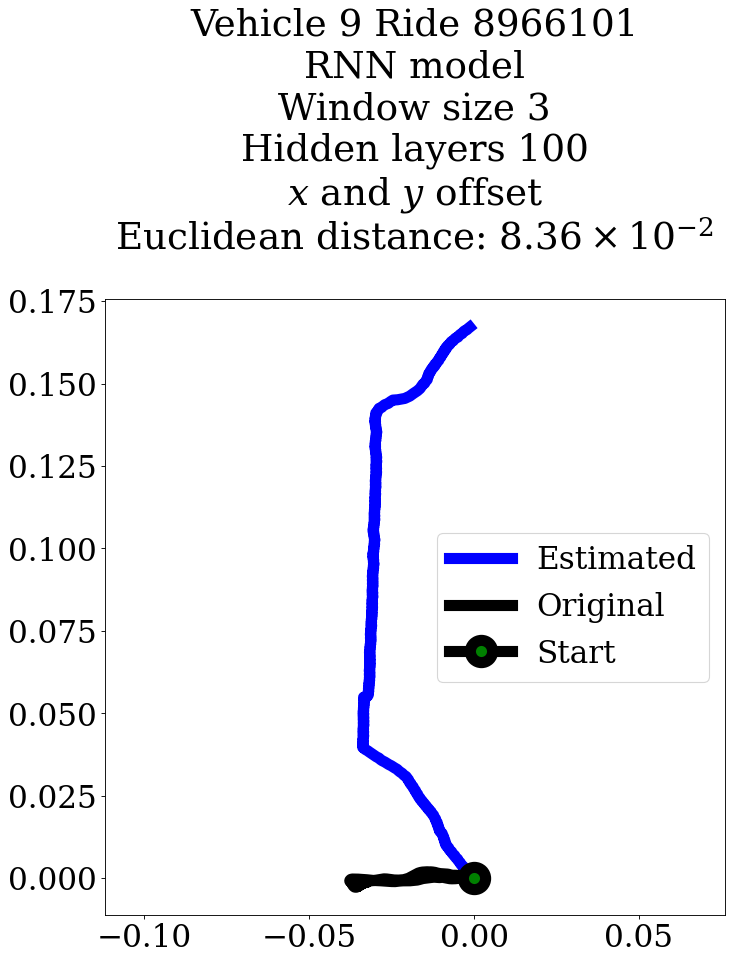 Vehicle 9 Ride 8966101
RNN model
Window size 3
Hidden layers 100
x and y offset
Euclidean distance: 8.36 × 10⁻²
0.175
0.150
0.125
0.100
0.075
0.050
0.025
0.000
Estimated
Original
Start
−0.10 −0.05 0.00 0.05